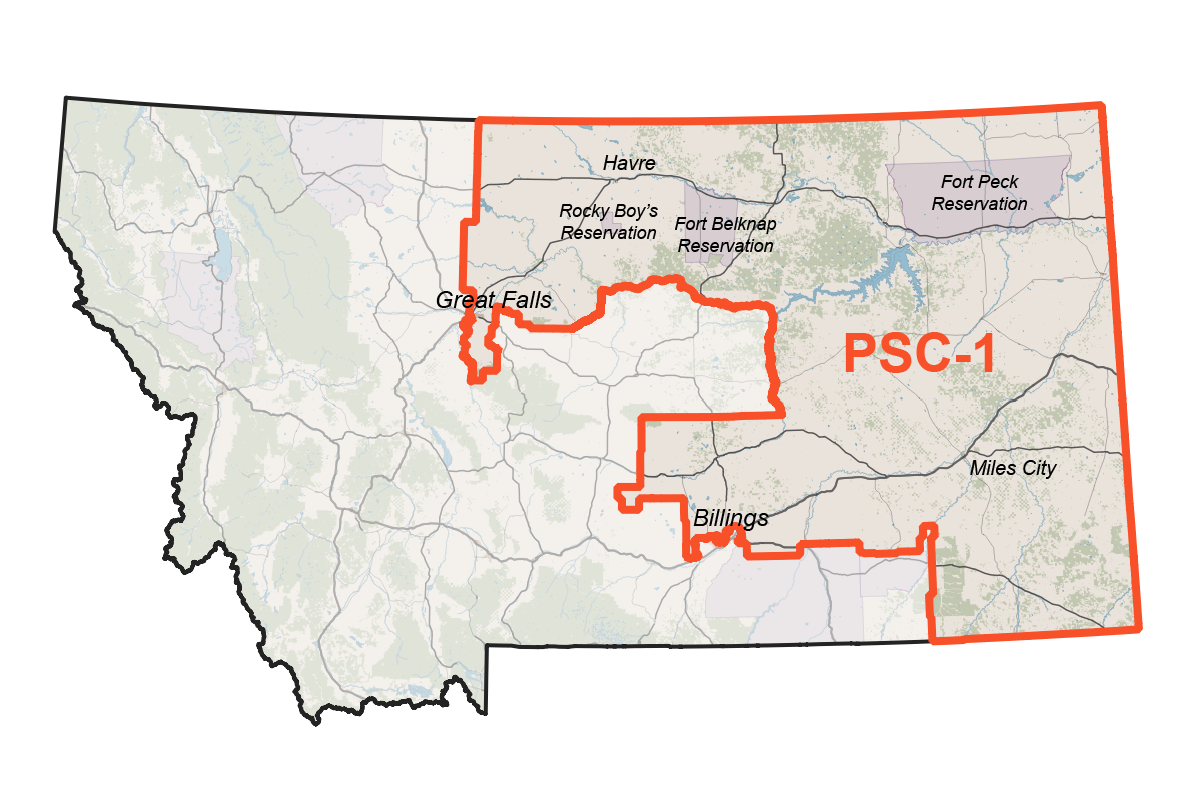 Havre
Fort Peck
Reservation
Rocky Boy's
Reservation
Fort Belknap
Reservation
Great Falls
PSC-1
Miles City
Billings